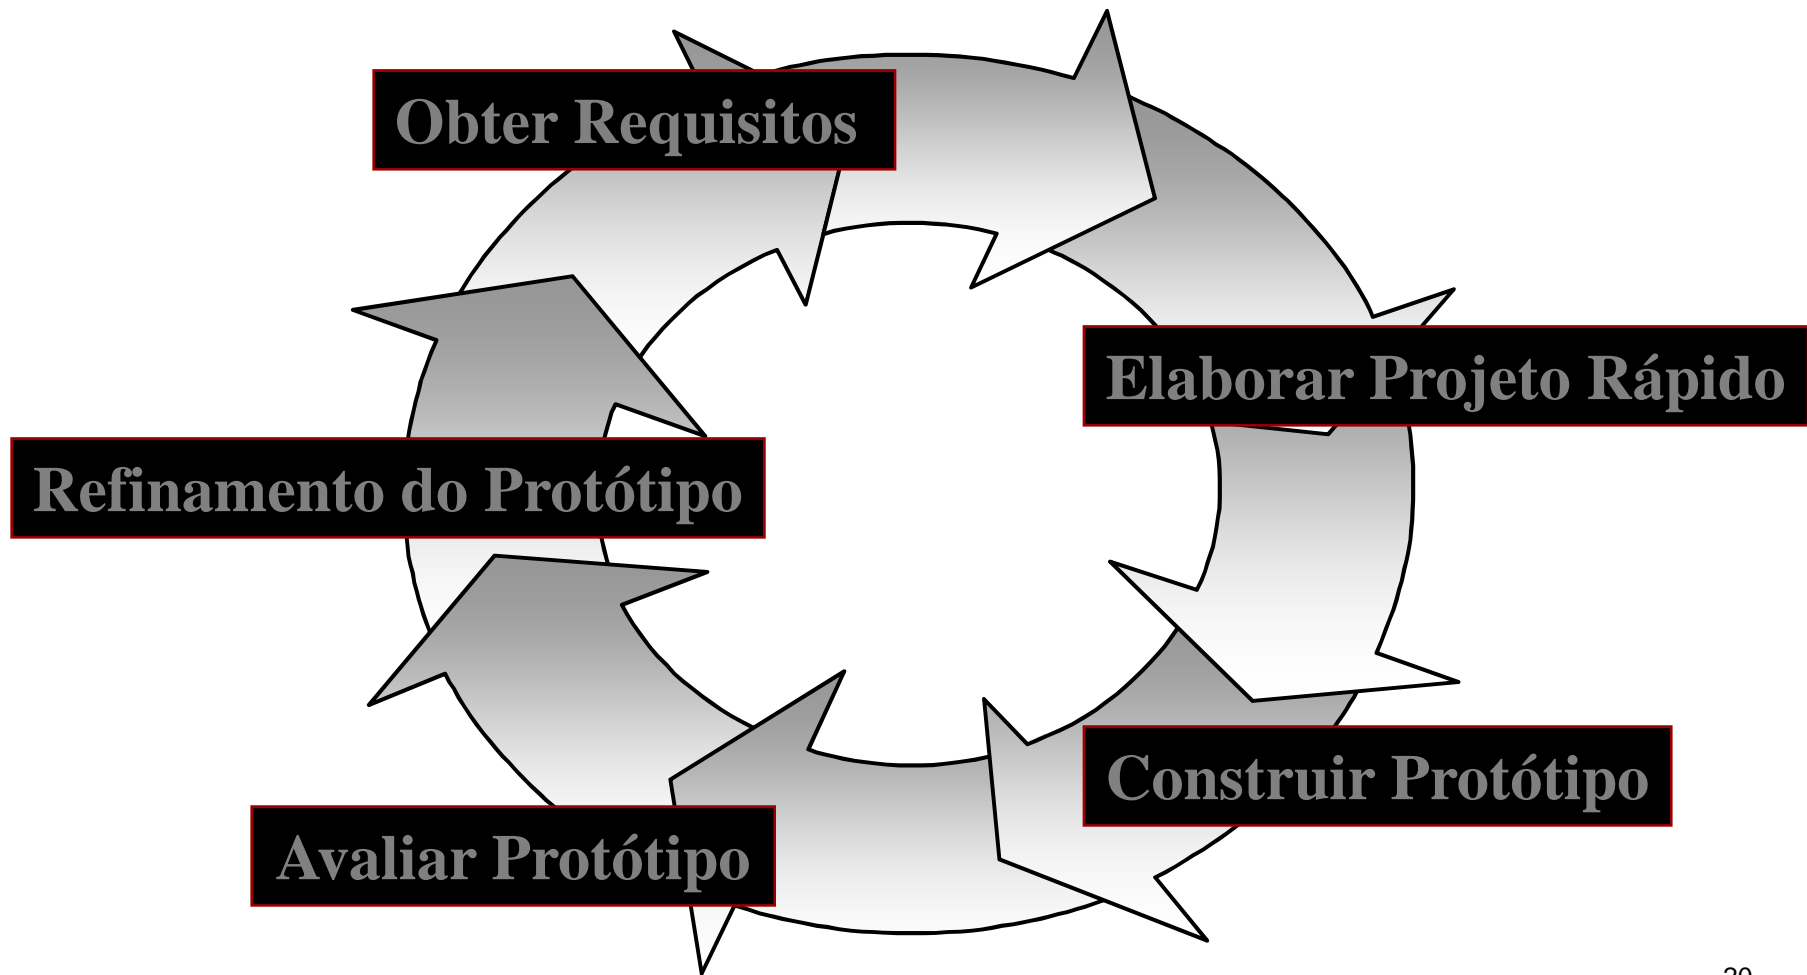 Obter Requisitos
Elaborar Projeto Rápido
Refinamento do Protótipo
Construir Protótipo
Avaliar Protótipo